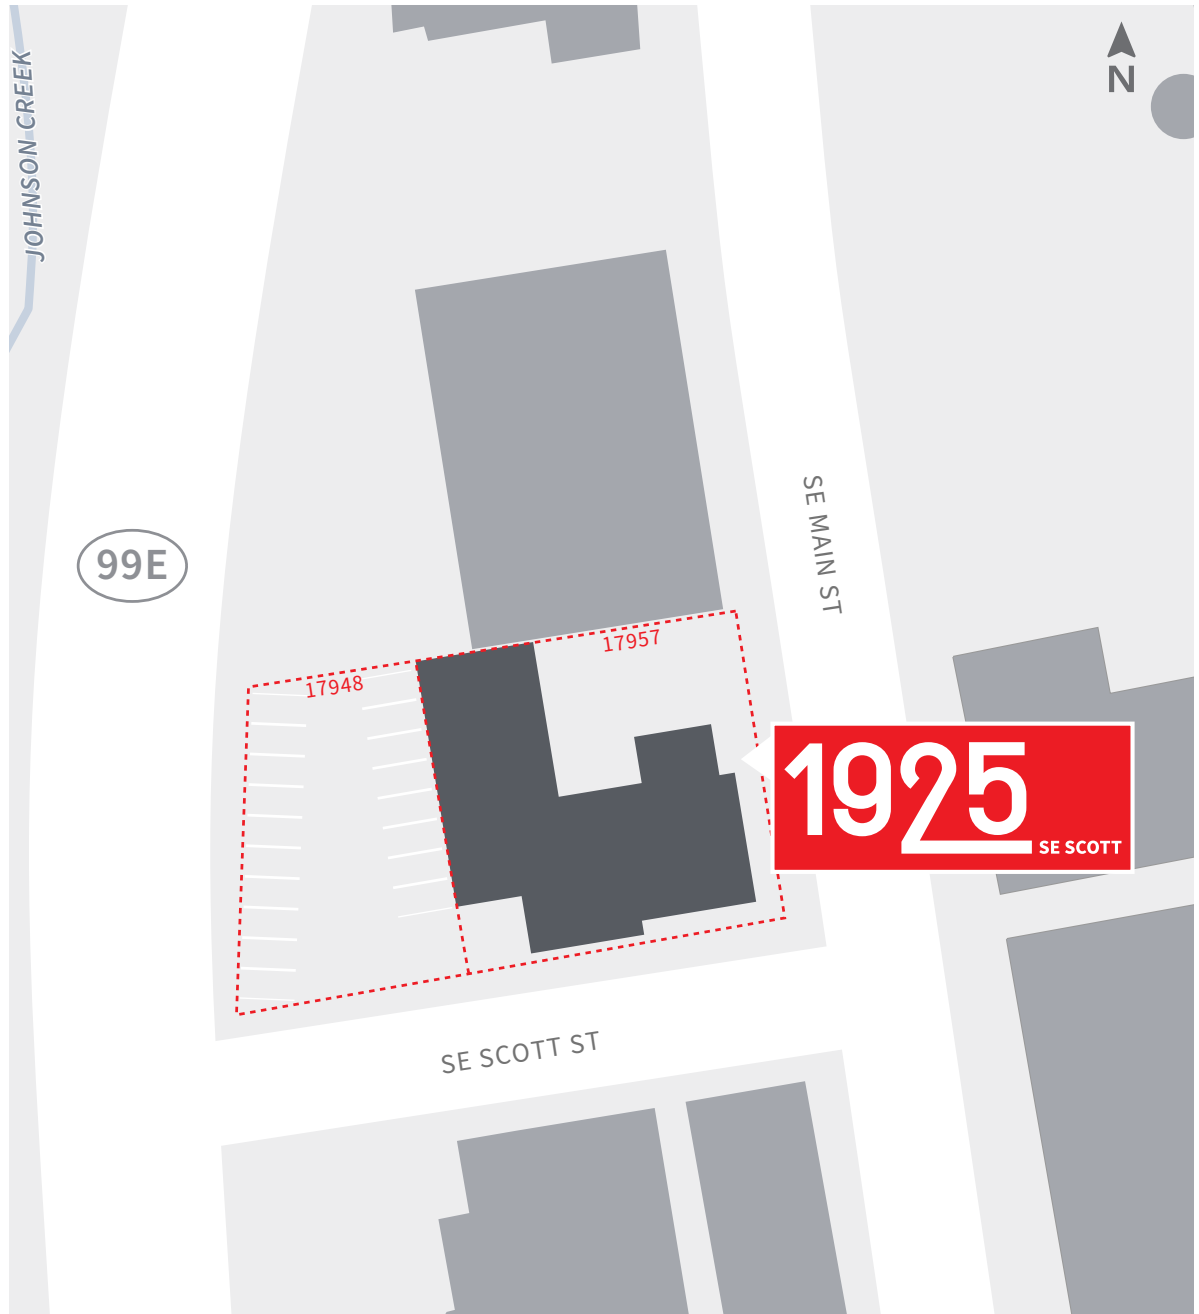 JOHNSON CREEK
N
99E
SE MAIN ST
17957
17948
1925
SE SCOTT
SE SCOTT ST